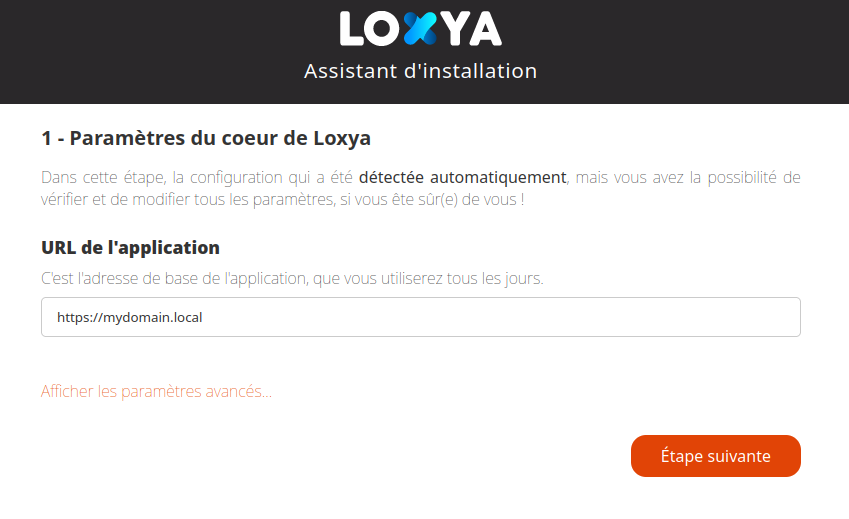 LOXYA
Assistant d'installation
1 - Paramètres du coeur de Loxya
Dans cette étape, la configuration qui a été détectée automatiquement, mais vous avez la possibilité de
vérifier et de modifier tous les paramètres, si vous ête sûr(e) de vous !
URL de l'application
C'est l'adresse de base de l'application, que vous utiliserez tous les jours.
https://mydomain.local
Afficher les paramètres avancés...
Étape suivante